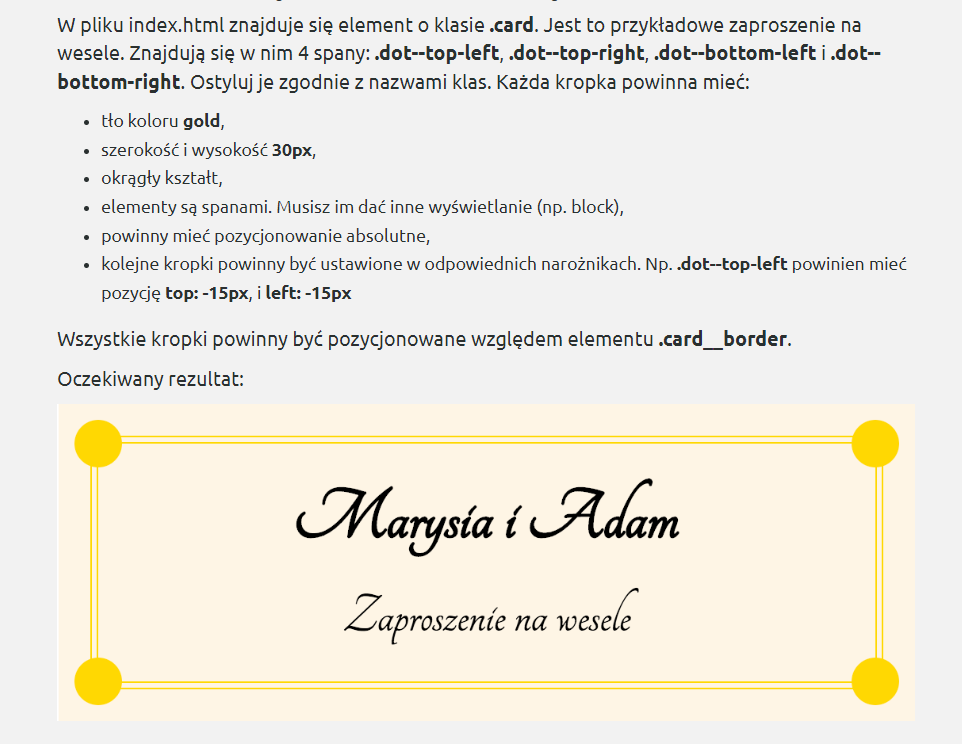 W pliku index.html znajduje się element o klasie .card. Jest to przykładowe zaproszenie na
wesele. Znajdują się w nim 4 spany: .dot--top-left, .dot--top-right, .dot--bottom-left i .dot--
bottom-right. Ostyluj je zgodnie z nazwami klas. Każda kropka powinna mieć:
• tło koloru gold,
• szerokość i wysokość 30px,
• okrągły kształt,
• elementy są spanami. Musisz im dać inne wyświetlanie (np. block),
• powinny mieć pozycjonowanie absolutne,
• kolejne kropki powinny być ustawione w odpowiednich narożnikach. Np. .dot--top-left powinien mieć
pozycję top: -15px, i left: -15px
Wszystkie kropki powinny być pozycjonowane względem elementu .card__border.
Oczekiwany rezultat:
Marysia i Adam
Zaproszenie na wesele